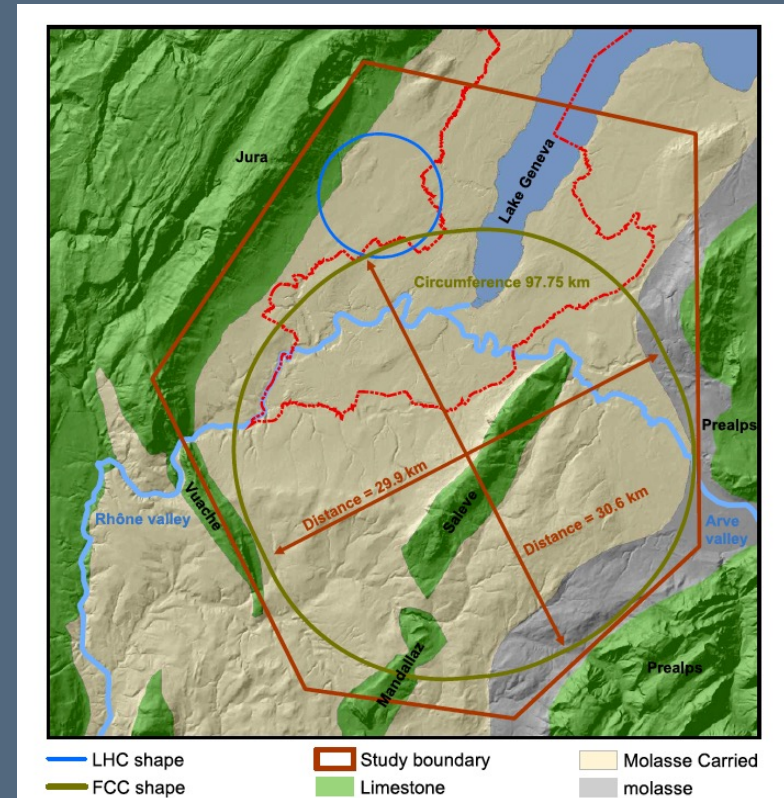 Jura
Lake Geneva
Circumference 97.75 km
Prealps
Distance = 29.9 km
Distance = 30.6 km
Vuache
Rhône valley
Salève
Arve
valley
Mandallaz
Prealps
LHC shape
Study boundary
Molasse Carried
FCC shape
Limestone
molasse